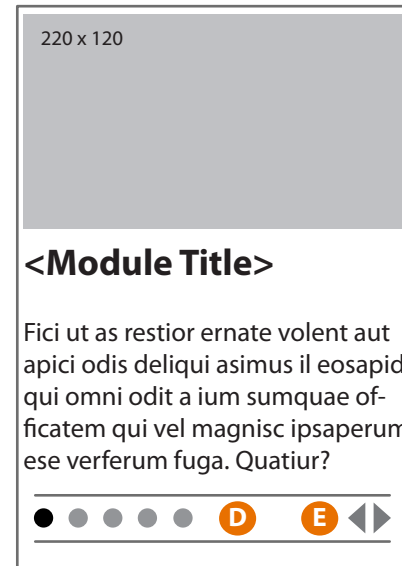 220 x 120
<Module Title>
Fici ut as restior ernate volent aut
apici odis deliqui asimus il eosapid
qui omni odit a ium sumquae of-
ficatem qui vel magnisc ipsaperum
ese verferum fuga. Quatiur?
D E